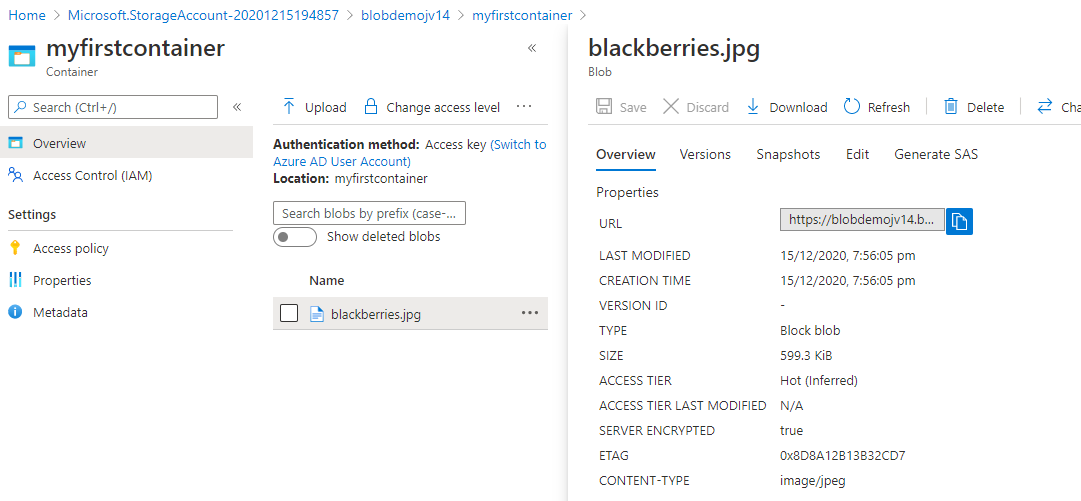 Home > Microsoft.StorageAccount-20201215194857 > blobdemojv14 > myfirstcontainer >
myfirstcontainer
Container
«
Search (Ctrl+/)
«
Overview
Access Control (IAM)
Settings
Access policy
Properties
Metadata
Upload Change access level ...
Authentication method: Access key (Switch to
Azure AD User Account)
Location: myfirstcontainer
Search blobs by prefix (case-...
Show deleted blobs
Name
blackberries.jpg ...
blackberries.jpg
Blob
Save Discard Download Refresh Delete Cha
Overview Versions Snapshots Edit Generate SAS
Properties
URL https://blobdemojv14.b...
LAST MODIFIED 15/12/2020, 7:56:05 pm
CREATION TIME 15/12/2020, 7:56:05 pm
VERSION ID -
TYPE Block blob
SIZE 599.3 KiB
ACCESS TIER Hot (Inferred)
ACCESS TIER LAST MODIFIED N/A
SERVER ENCRYPTED true
ETAG 0x8D8A12B13B32CD7
CONTENT-TYPE image/jpeg